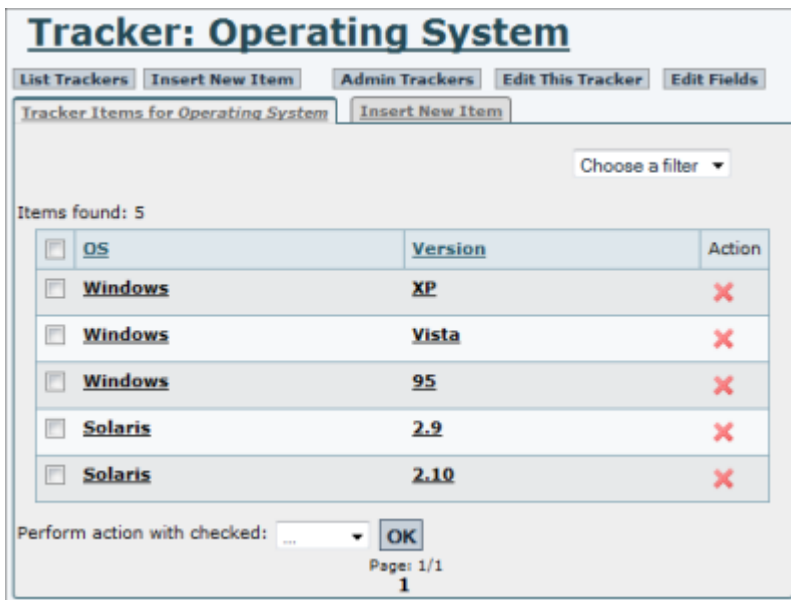 Tracker: Operating System
List Trackers Insert New Item Admin Trackers Edit This Tracker Edit Fields
Tracker Items for Operating System Insert New Item
Choose a filter
Items found: 5
OS Version Action
Windows XP
Windows Vista
Windows 95
Solaris 2.9
Solaris 2.10
Perform action with checked: ... OK
Page: 1/1
1